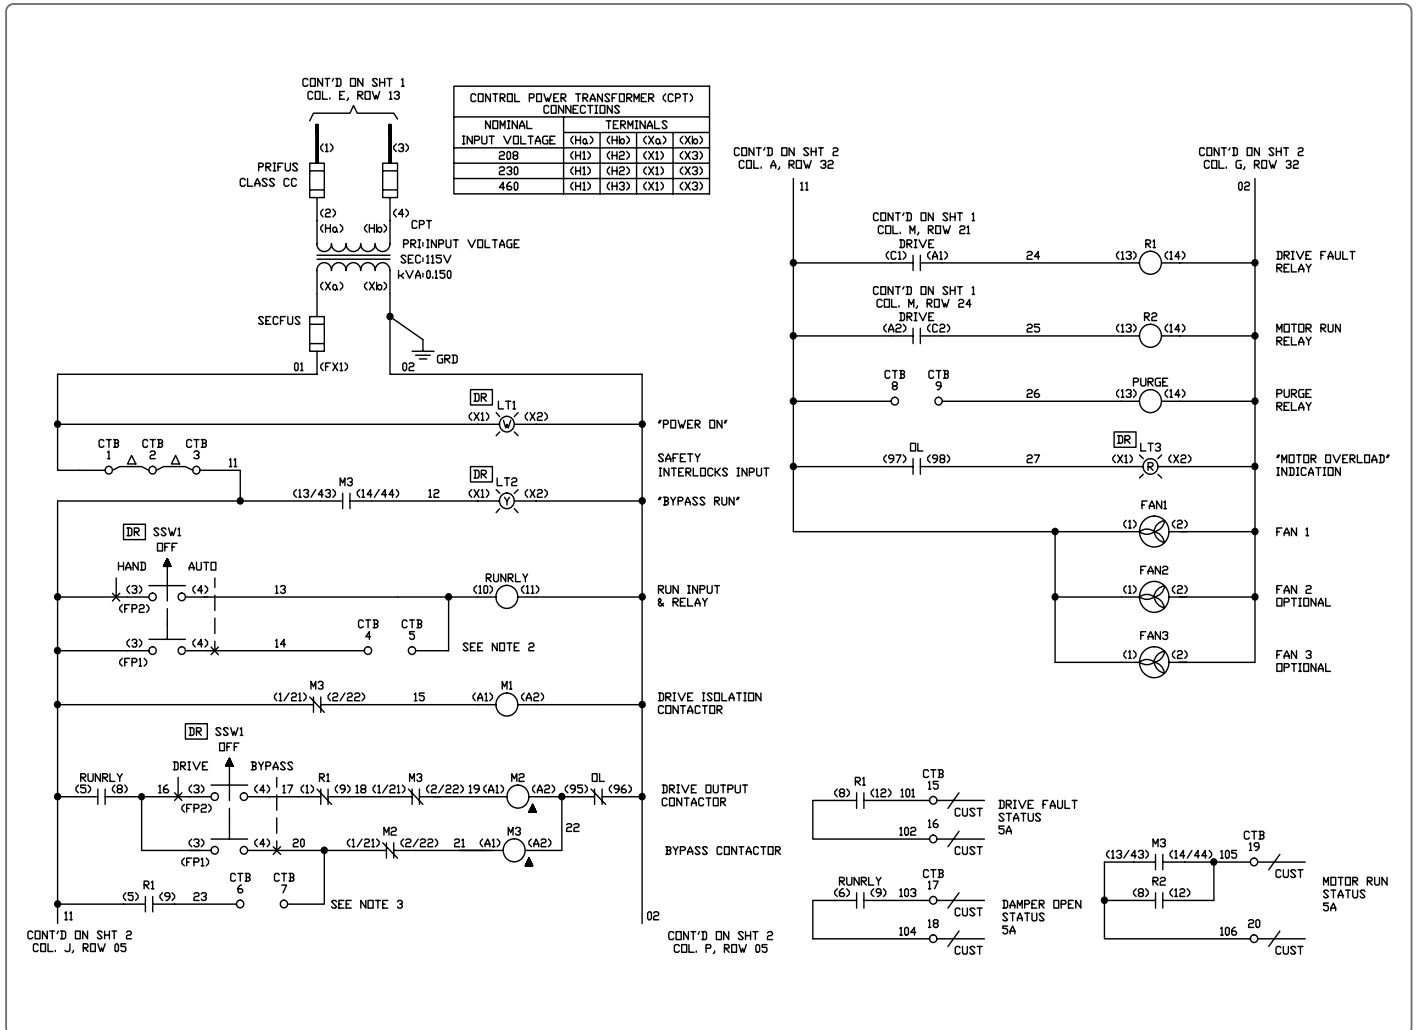 CONT'D ON SHT 1
COL. E, ROW 13
(1) (3)
PRIFUS
CLASS CC
(2) (4)
(Ha) (Hb) CPT
PRI:INPUT VOLTAGE
SEC:115V
kVA:0.150
(Xa) (Xb)
SECFUS
GRD
01 (FX1) 02
CONTROL POWER TRANSFORMER (CPT)
CONNECTIONS
NOMINAL TERMINALS
INPUT VOLTAGE (Ha) (Hb) (Xa) (Xb)
208 (H1) (H2) (X1) (X3)
230 (H1) (H2) (X1) (X3)
460 (H1) (H3) (X1) (X3)
DR LT1
(X1) W (X2) "POWER ON"
CTB CTB CTB
1 2 3
11
SAFETY
INTERLOCKS INPUT
M3 DR LT2
(13/43) (14/44) 12 (X1) Y (X2) "BYPASS RUN"
DR SSW1
OFF
HAND AUTO
RUNRLY
(3) (4) 13 (10) (11) RUN INPUT
(FP2) & RELAY
CTB CTB
4 5
(3) (4) 14 SEE NOTE 2
(FP1)
M3 M1
(1/21) (2/22) 15 (A1) (A2) DRIVE ISOLATION
CONTACTOR
DR SSW1
OFF
DRIVE BYPASS
RUNRLY R1 M3 M2 OL
(5) (8) 16 (3) (4) 17 (1) (9) 18 (1/21) (2/22) 19 (A1) (A2) (95) (96) DRIVE OUTPUT
(FP2) CONTACTOR
22
M2 M3
(3) (4) 20 (1/21) (2/22) 21 (A1) (A2) BYPASS CONTACTOR
(FP1)
R1 CTB CTB
6 7
(5) (9) 23 SEE NOTE 3
11 02
CONT'D ON SHT 2
COL. J, ROW 05
CONT'D ON SHT 2
COL. P, ROW 05
CONT'D ON SHT 2
COL. A, ROW 32
11
CONT'D ON SHT 2
COL. G, ROW 32
02
CONT'D ON SHT 1
COL. M, ROW 21
DRIVE R1
(C1) (A1) 24 (13) (14) DRIVE FAULT
RELAY
CONT'D ON SHT 1
COL. M, ROW 24
DRIVE R2
(A2) (C2) 25 (13) (14) MOTOR RUN
RELAY
CTB CTB
8 9
PURGE
26 (13) (14) PURGE
RELAY
OL DR LT3
(97) (98) 27 (X1) R (X2) "MOTOR OVERLOAD"
INDICATION
FAN1
(1) (2) FAN 1
FAN2
(1) (2) FAN 2
OPTIONAL
FAN3
(1) (2) FAN 3
OPTIONAL
R1 CTB
(8) (12) 101 15 DRIVE FAULT
CUST STATUS
5A
102 16
CUST
RUNRLY CTB
(6) (9) 103 17 DAMPER OPEN
CUST STATUS
5A
104 18
CUST
M3 CTB
(13/43) (14/44) 105 19
CUST
R2
(8) (12)
MOTOR RUN
STATUS
5A
106 20
CUST